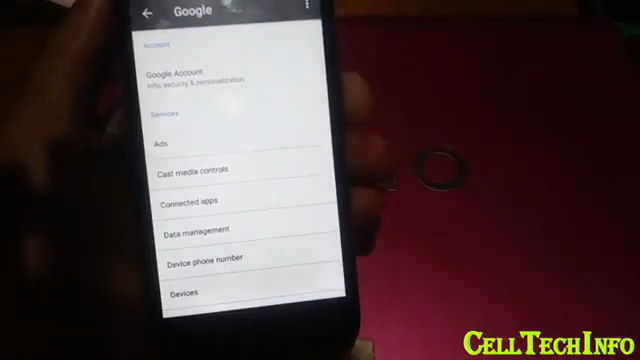 Google
Account
Google Account
Info, security & personalization
Services
Ads
Cast media controls
Connected apps
Data management
Device phone number
Devices
CellTechInfo